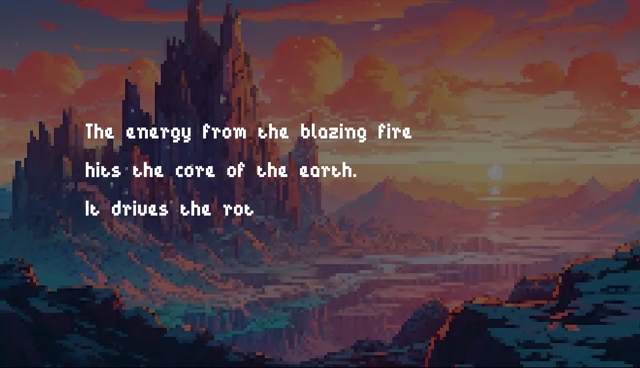 The energy from the blazing fire
hits the core of the earth.
It drives the rot